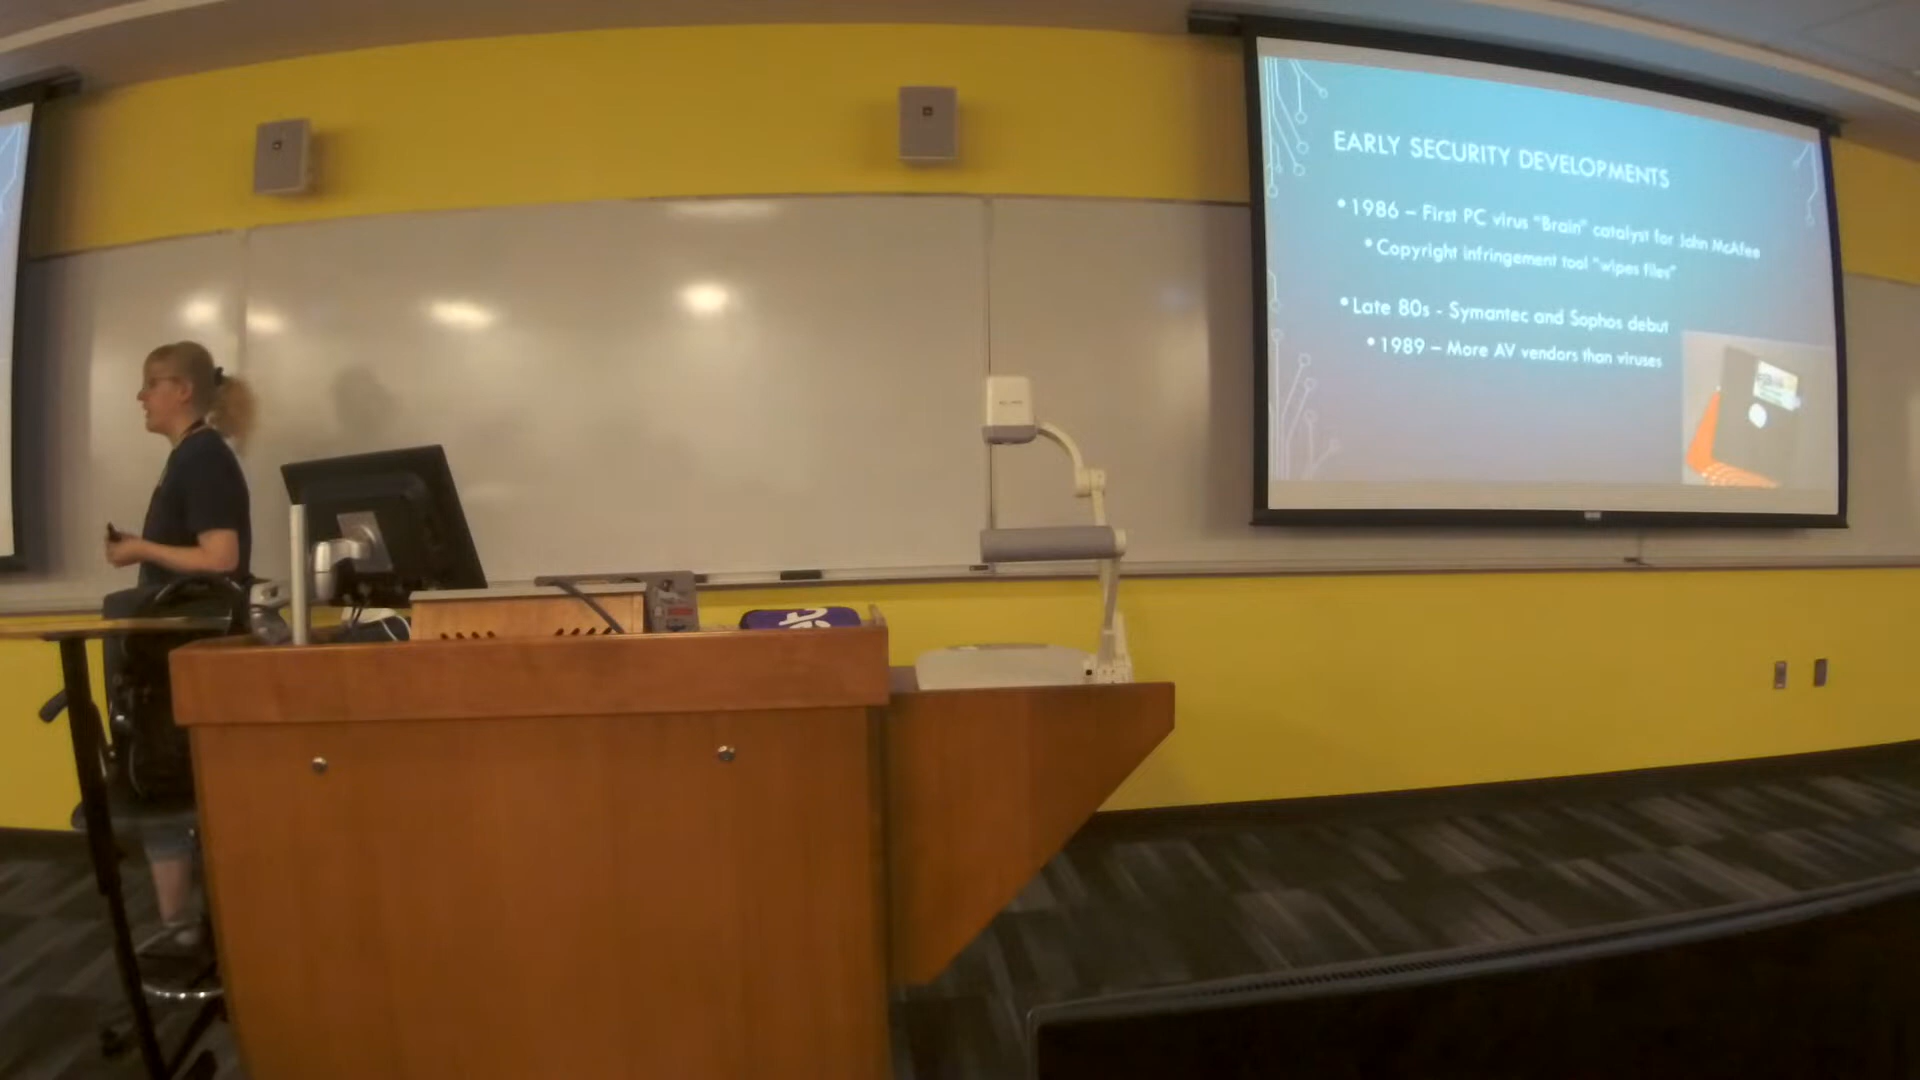 EARLY SECURITY DEVELOPMENTS
• 1986 – First PC virus "Brain" catalyst for John McAfee
• Copyright infringement tool "wipes files"
• Late 80s - Symantec and Sophos debut
• 1989 – More AV vendors than viruses